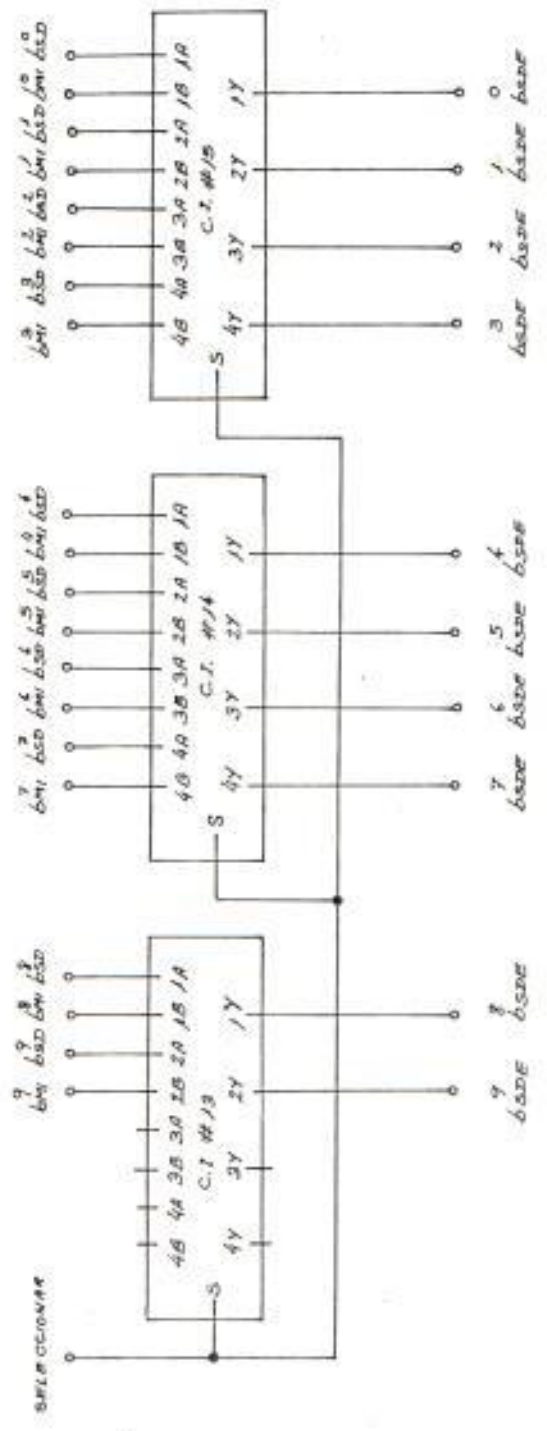 9 9 8 8 7 7 6 6 5 5 4 4 3 3 2 2 1 1 0 0
SELECCIONAR bMI bSD bMI bSD bMI bSD bMI bSD bMI bSD bMI bSD bMI bSD bMI bSD bMI bSD bMI bSD
4B 4A 3B 3A 2B 2A 1B 1A 4B 4A 3B 3A 2B 2A 1B 1A 4B 4A 3B 3A 2B 2A 1B 1A
S C.I #13 S C.I. #14 S C.I. #15
4Y 3Y 2Y 1Y 4Y 3Y 2Y 1Y 4Y 3Y 2Y 1Y
9 8 7 6 5 4 3 2 1 0
bSDE bSDE bSDE bSDE bSDE bSDE bSDE bSDE bSDE bSDE